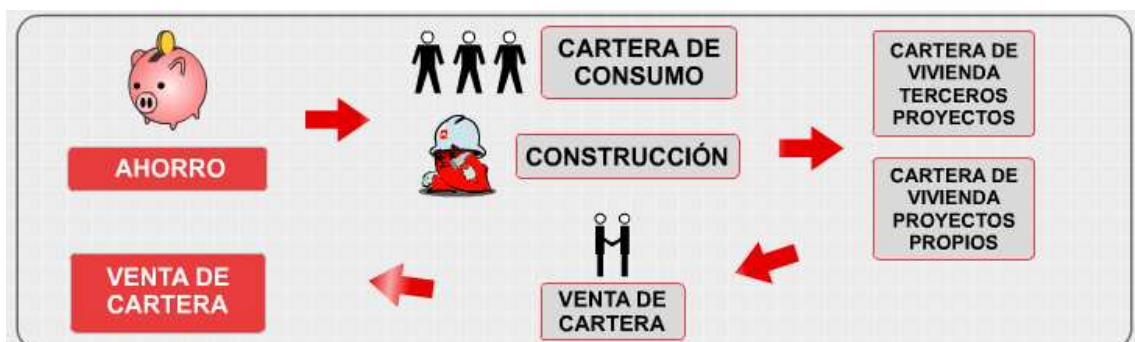 AHORRO
CARTERA DE
CONSUMO
CONSTRUCCIÓN
CARTERA DE
VIVIENDA
TERCEROS
PROYECTOS
CARTERA DE
VIVIENDA
PROYECTOS
PROPIOS
VENTA DE
CARTERA
VENTA DE
CARTERA